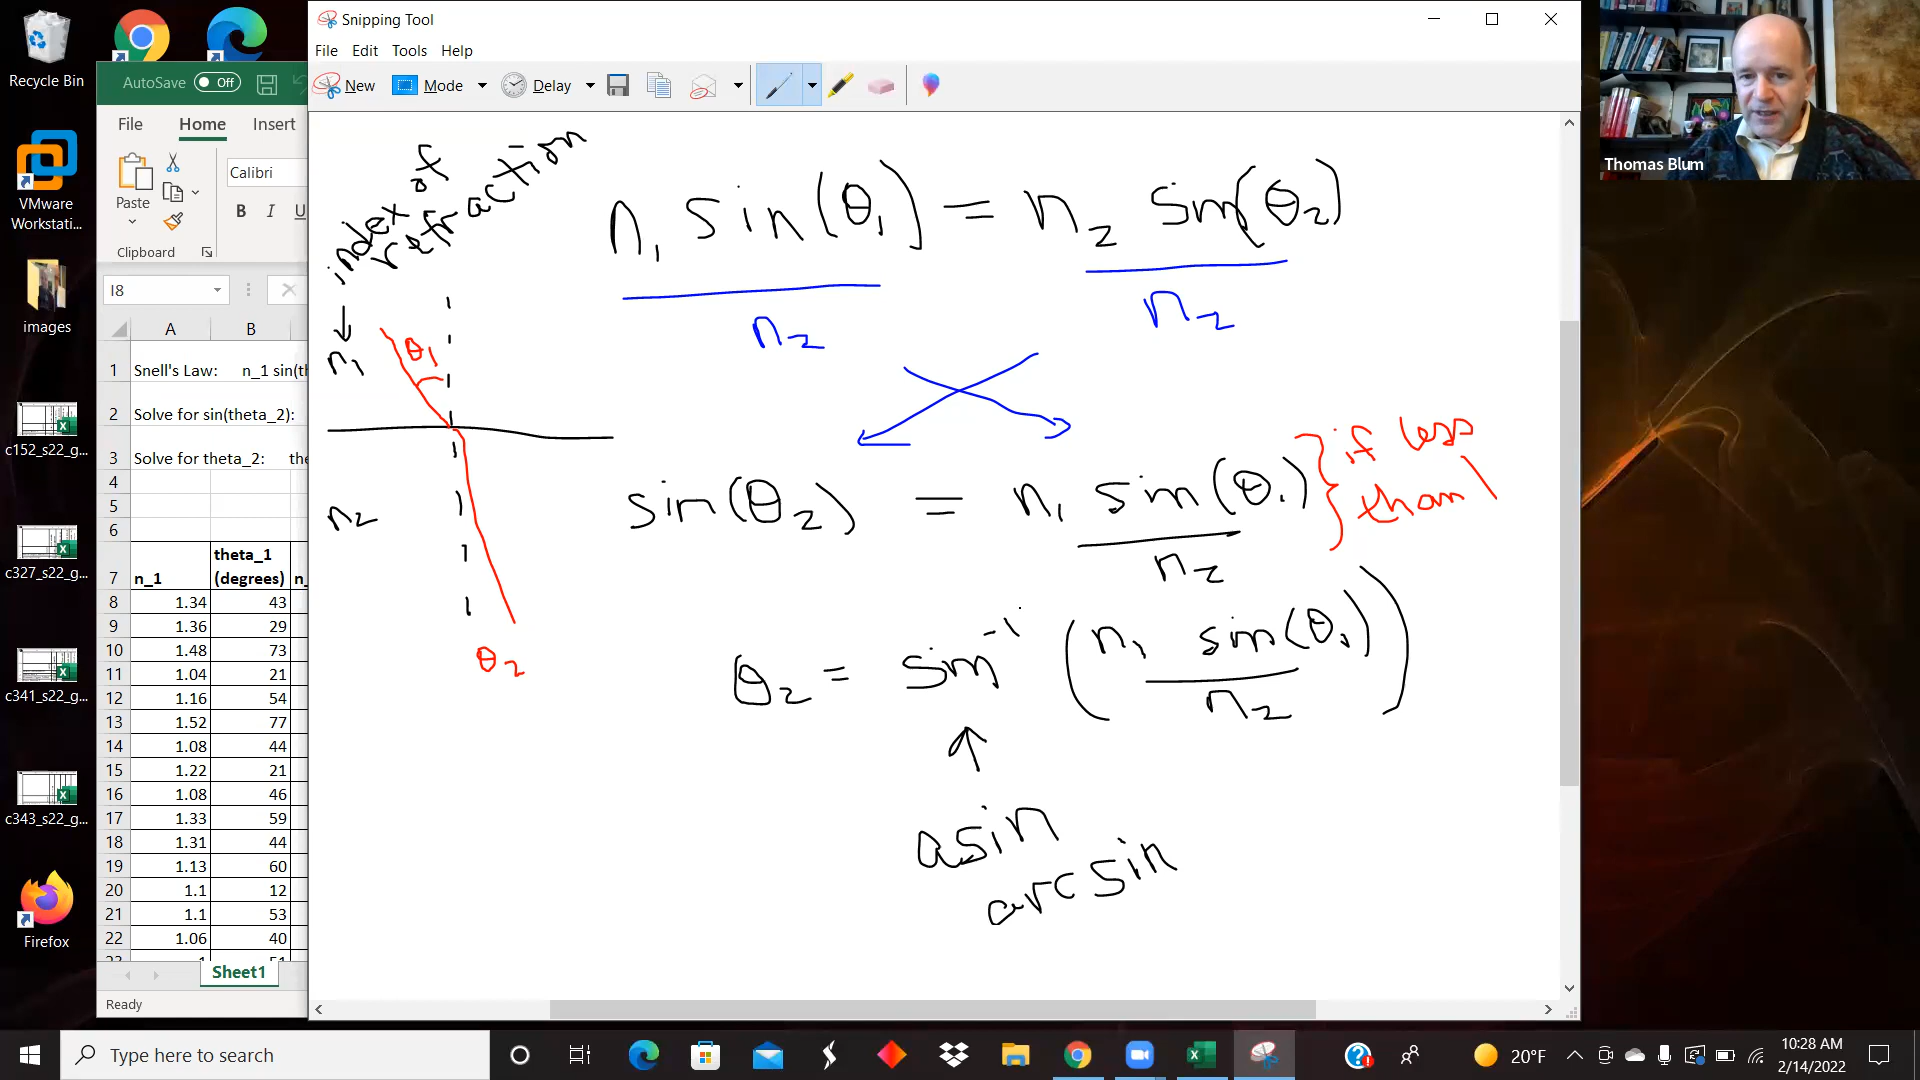 Snipping Tool
File Edit Tools Help
New Mode Delay
Recycle Bin
VMware
Workstati...
images
c152_s22_g...
c327_s22_g...
c341_s22_g...
c343_s22_g...
Firefox
AutoSave Off
File Home Insert
Paste
Calibri
B I U
Clipboard
I8
A B
1 Snell's Law: n_1 sin(th
2 Solve for sin(theta_2):
3 Solve for theta_2: the
4
5
6
7 n_1 theta_1 (degrees) n_
8 1.34 43
9 1.36 29
10 1.48 73
11 1.04 21
12 1.16 54
13 1.52 77
14 1.08 44
15 1.22 21
16 1.08 46
17 1.33 59
18 1.31 44
19 1.13 60
20 1.1 12
21 1.1 53
22 1.06 40
Sheet1
Ready
index of
refraction
n₁
θ₁
n₂
θ₂
n₁ sin(θ₁) = n₂ sin(θ₂)
n₂ n₂
sin(θ₂) = n₁ sin(θ₁)
n₂
if less
than 1
θ₂ = sin⁻¹ (n₁ sin(θ₁))
n₂
asin
arcsin
Thomas Blum
Type here to search
20°F
10:28 AM
2/14/2022